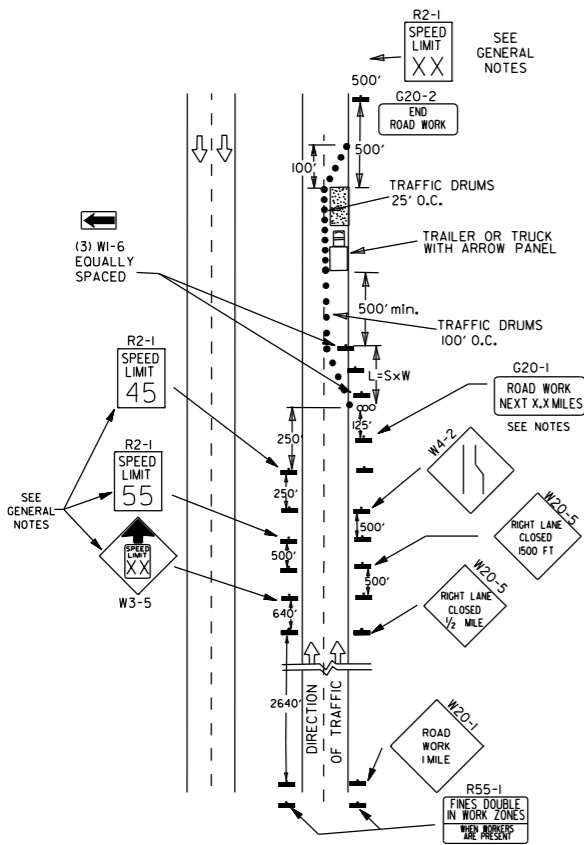 R2-1
SPEED
LIMIT
XX
SEE
GENERAL
NOTES
500'
G20-2
END
ROAD WORK
500'
100'
TRAFFIC DRUMS
25' O.C.
TRAILER OR TRUCK
WITH ARROW PANEL
(3) W1-6
EQUALLY
SPACED
500' min.
TRAFFIC DRUMS
100' O.C.
R2-1
SPEED
LIMIT
45
L=S×W
G20-1
ROAD WORK
NEXT X.X MILES
SEE NOTES
125'
250'
W4-2
R2-1
SPEED
LIMIT
55
250'
SEE
GENERAL
NOTES
500'
500'
W20-5
RIGHT LANE
CLOSED
1500 FT
SPEED
LIMIT
XX
W3-5
500'
640'
W20-5
RIGHT LANE
CLOSED
1/2 MILE
2640'
DIRECTION
OF TRAFFIC
W20-1
ROAD
WORK
1 MILE
R55-1
FINES DOUBLE
IN WORK ZONES
WHEN WORKERS
ARE PRESENT